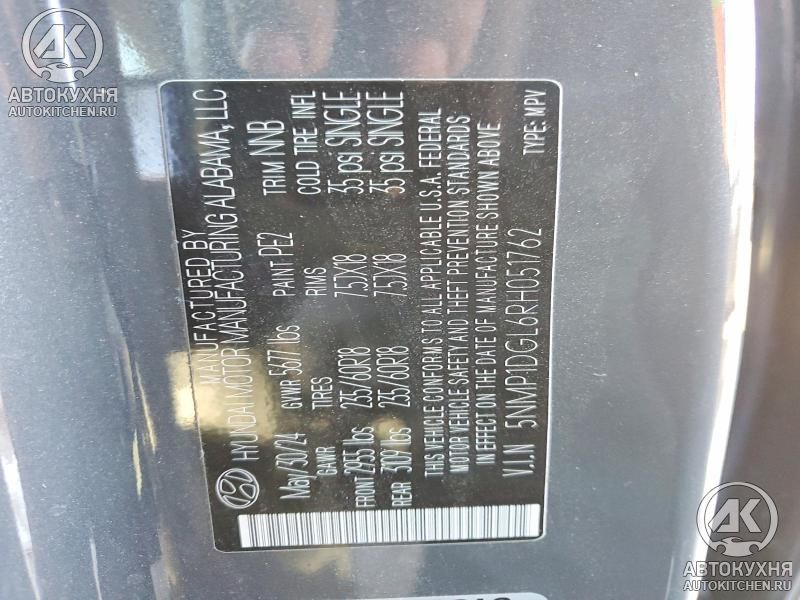 АВТОКУХНЯ
AUTOKITCHEN.RU
MANUFACTURED BY
HYUNDAI MOTOR MANUFACTURING ALABAMA, LLC
May/30/24 GVWR 5677 lbs PAINT PE2 TRIM NNB
GAWR TIRES RIMS COLD TIRE INFL
FRONT 2955 lbs 235/60R18 7.5JX18 35 psi SINGLE
REAR 3109 lbs 235/60R18 7.5JX18 35 psi SINGLE
THIS VEHICLE CONFORMS TO ALL APPLICABLE U.S.A. FEDERAL
MOTOR VEHICLE SAFETY AND THEFT PREVENTION STANDARDS
IN EFFECT ON THE DATE OF MANUFACTURE SHOWN ABOVE.
V.I.N 5NMP1DGL6RH051762 TYPE: MPV
АВТОКУХНЯ
AUTOKITCHEN.RU